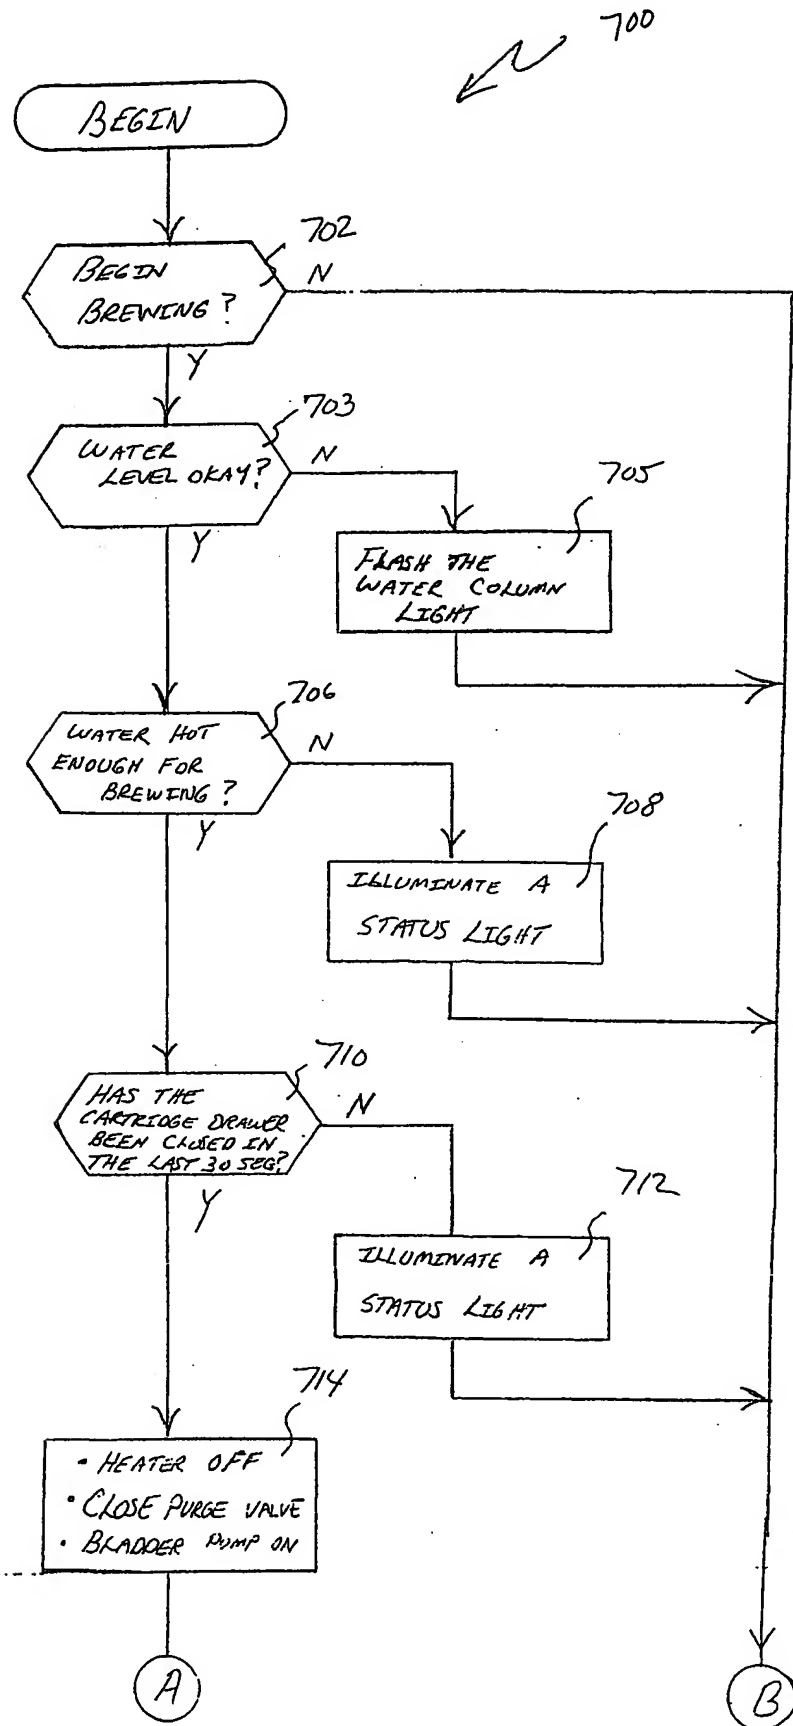 700
BEGIN
702
BEGIN
BREWING?
N
Y
703
WATER
LEVEL OKAY?
N
Y
705
FLASH THE
WATER COLUMN
LIGHT
706
WATER HOT
ENOUGH FOR
BREWING?
N
Y
708
ILLUMINATE A
STATUS LIGHT
710
HAS THE
CARTRIDGE DRAWER
BEEN CLOSED IN
THE LAST 30 SEC?
N
Y
712
ILLUMINATE A
STATUS LIGHT
714
• HEATER OFF
• CLOSE PURGE VALVE
• BLADDER PUMP ON
A
B